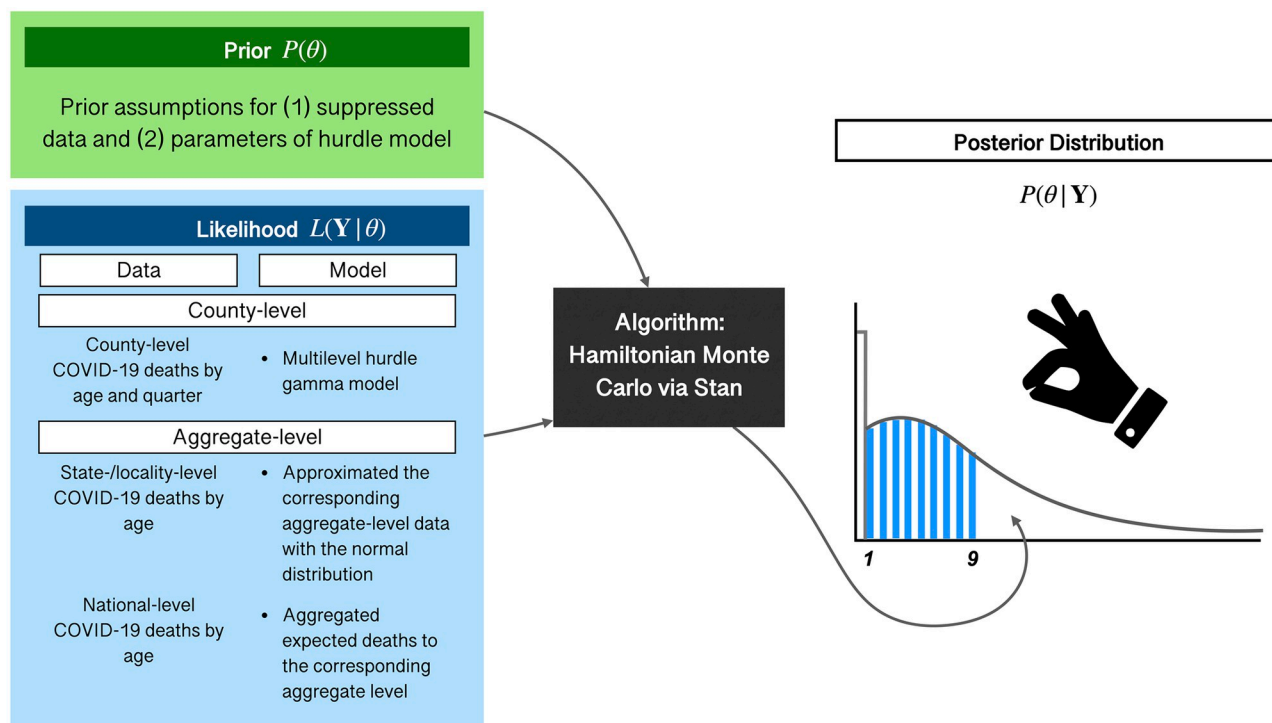 Prior P(θ)
Prior assumptions for (1) suppressed
data and (2) parameters of hurdle model
Likelihood L(Y | θ)
Data
Model
County-level
County-level
COVID-19 deaths by
age and quarter
• Multilevel hurdle
gamma model
Aggregate-level
State-/locality-level
COVID-19 deaths by
age
• Approximated the
corresponding
aggregate-level data
with the normal
distribution
National-level
COVID-19 deaths by
age
• Aggregated
expected deaths to
the corresponding
aggregate level
Algorithm:
Hamiltonian Monte
Carlo via Stan
Posterior Distribution
P(θ | Y)
1
9